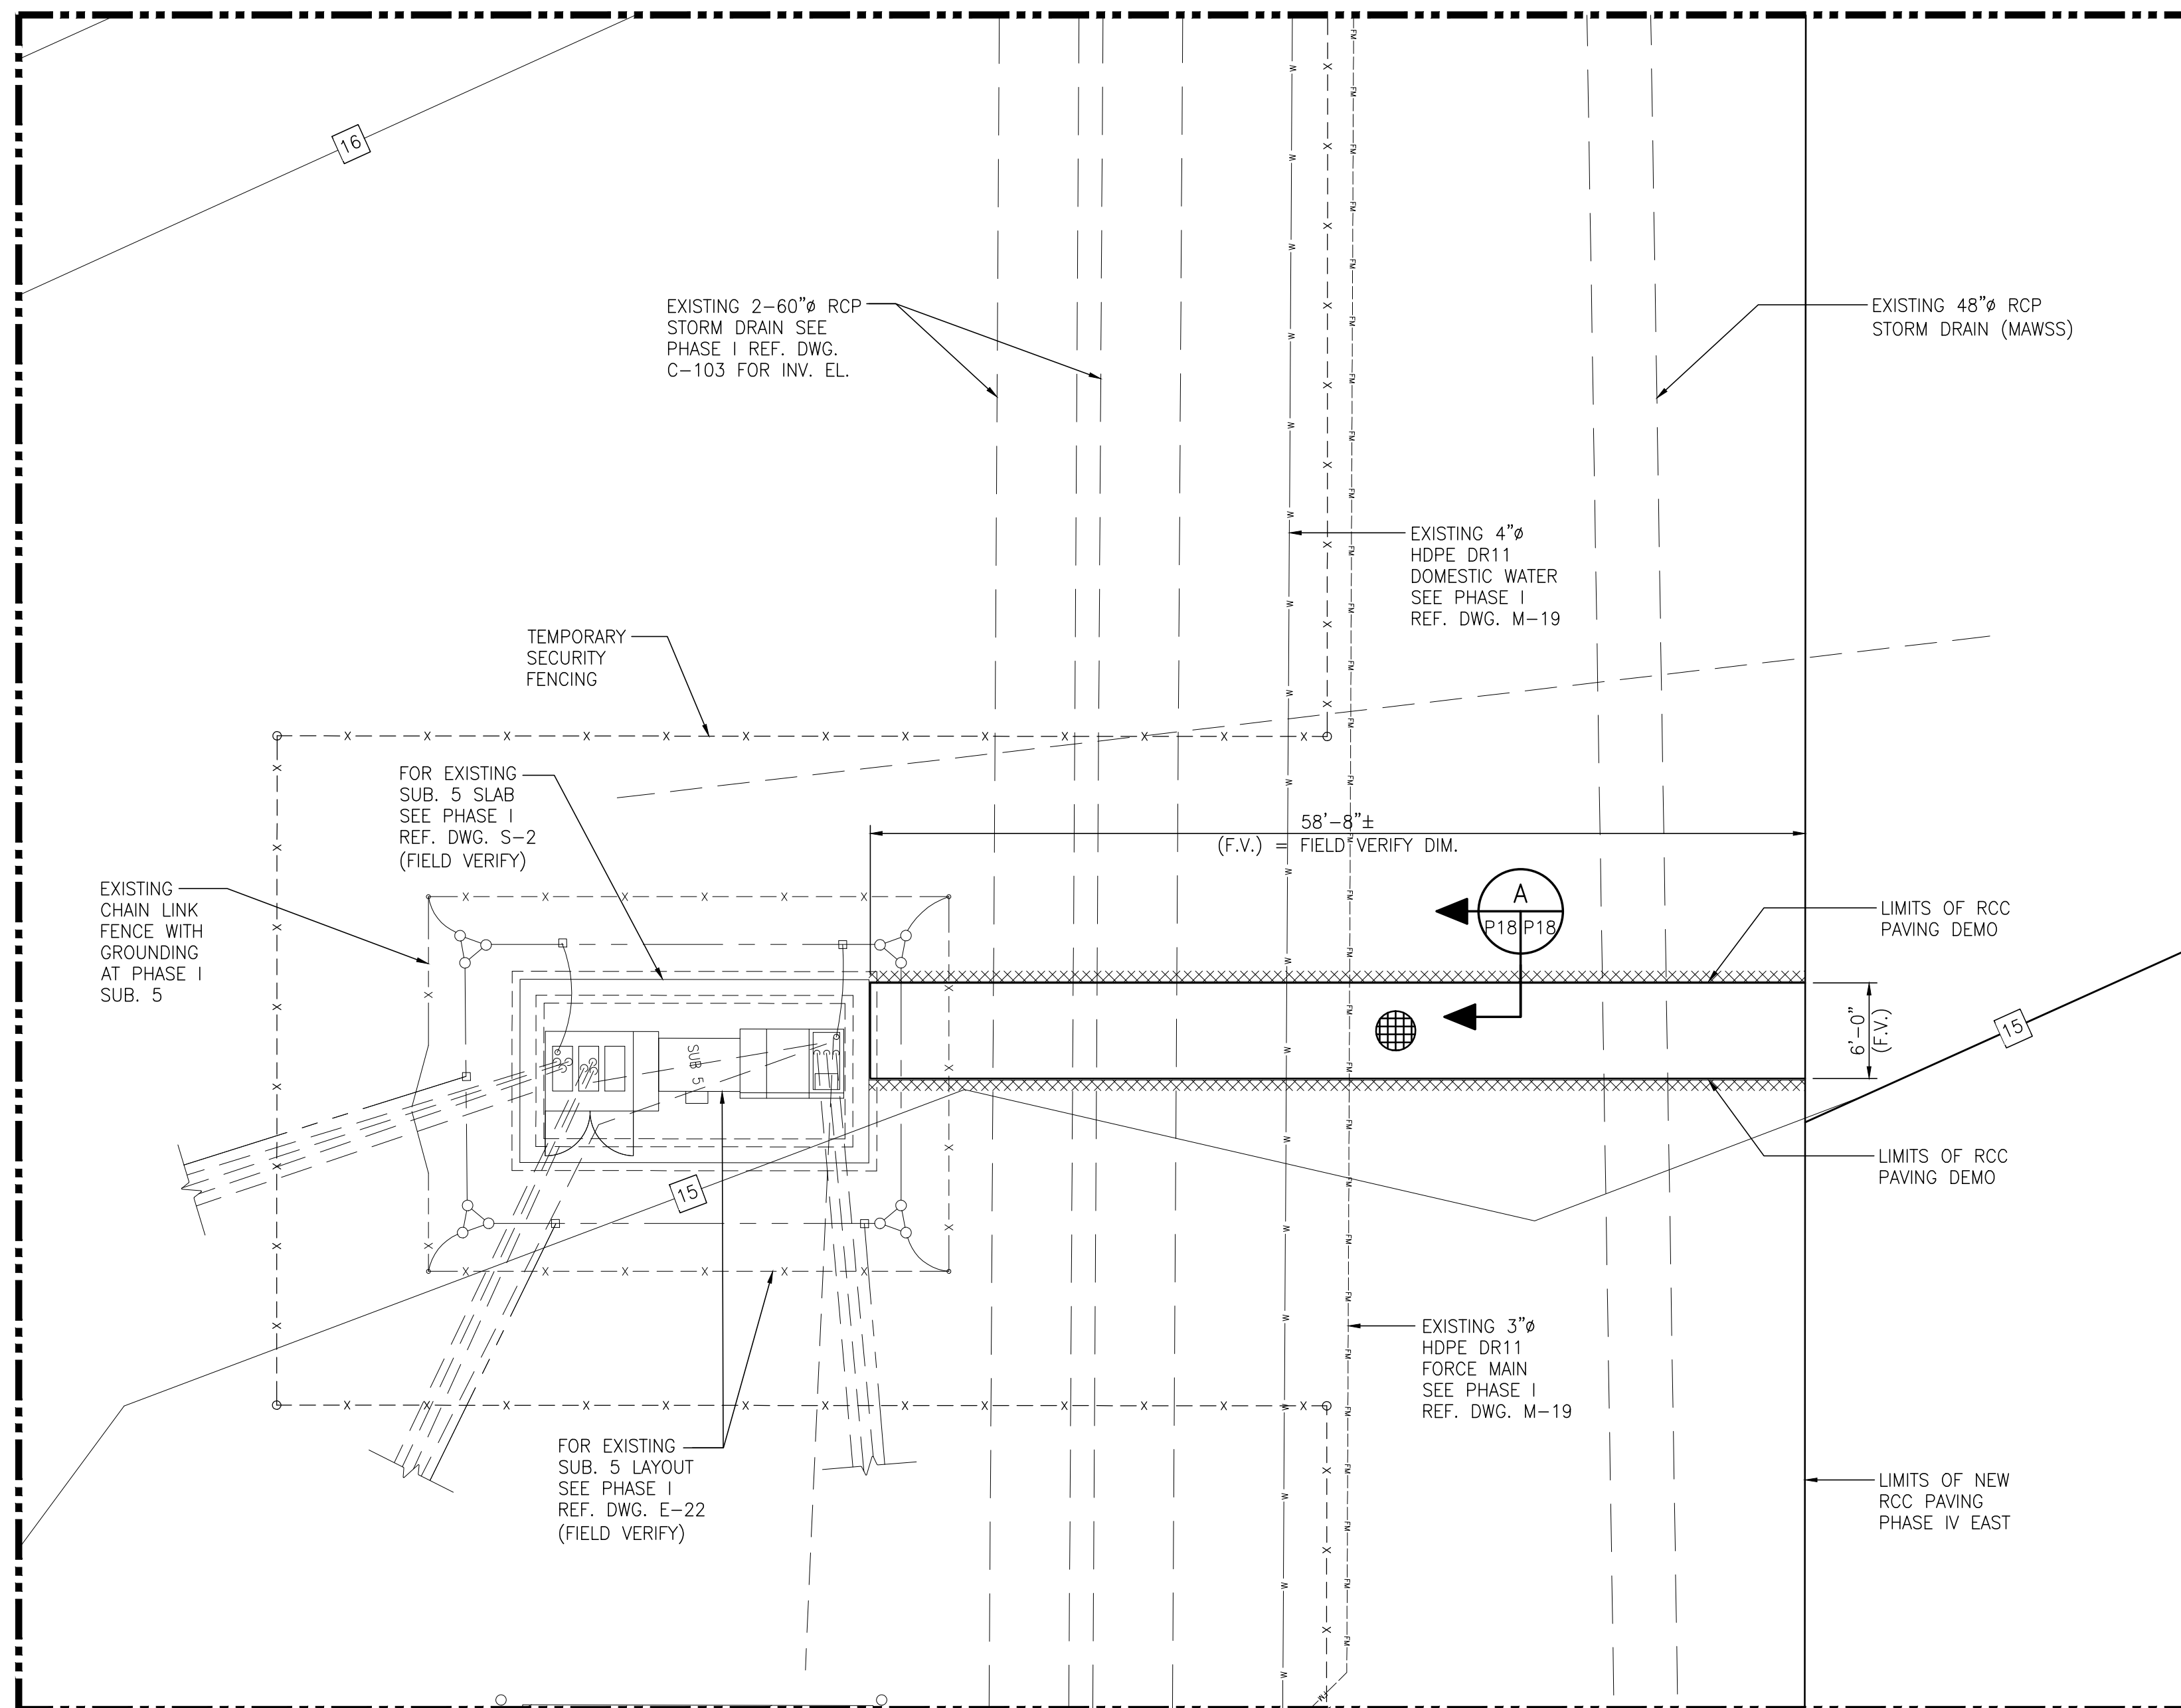 16
EXISTING 2-60"ø RCP
STORM DRAIN SEE
PHASE I REF. DWG.
C-103 FOR INV. EL.
EXISTING 48"ø RCP
STORM DRAIN (MAWSS)
EXISTING 4"ø
HDPE DR11
DOMESTIC WATER
SEE PHASE I
REF. DWG. M-19
TEMPORARY
SECURITY
FENCING
FOR EXISTING
SUB. 5 SLAB
SEE PHASE I
REF. DWG. S-2
(FIELD VERIFY)
58'-8"±
(F.V.) = FIELD VERIFY DIM.
EXISTING
CHAIN LINK
FENCE WITH
GROUNDING
AT PHASE I
SUB. 5
A
P18 P18
LIMITS OF RCC
PAVING DEMO
6'-0"
(F.V.)
15
SUB 5
LIMITS OF RCC
PAVING DEMO
15
EXISTING 3"ø
HDPE DR11
FORCE MAIN
SEE PHASE I
REF. DWG. M-19
FOR EXISTING
SUB. 5 LAYOUT
SEE PHASE I
REF. DWG. E-22
(FIELD VERIFY)
LIMITS OF NEW
RCC PAVING
PHASE IV EAST